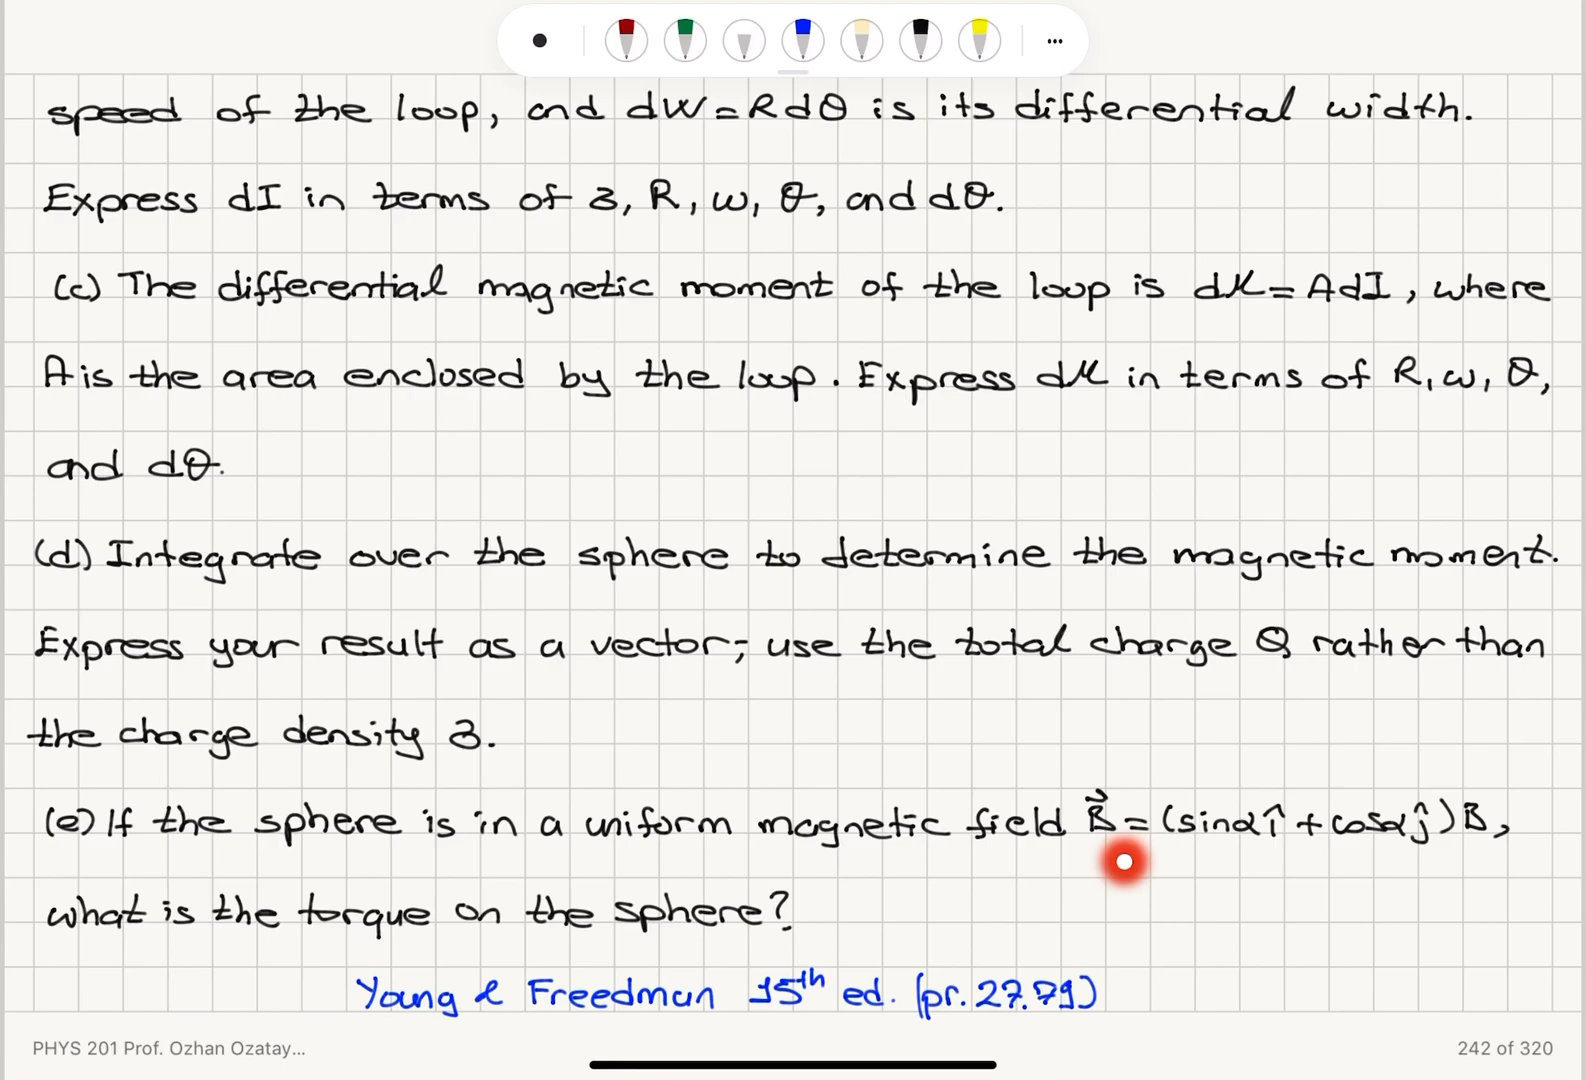 speed of the loop, and dW=Rdθ is its differential width.
Express dI in terms of 3, R, w, θ, and dθ.
(c) The differential magnetic moment of the loop is dμ=AdI, where
A is the area enclosed by the loop. Express dμ in terms of R, w, θ,
and dθ.
(d) Integrate over the sphere to determine the magnetic moment.
Express your result as a vector; use the total charge Q rather than
the charge density 3.
(e) If the sphere is in a uniform magnetic field B⃗=(sinαî+cosαĵ)B,
what is the torque on the sphere?
Young & Freedman 15th ed. (pr.27.79)
PHYS 201 Prof. Ozhan Ozatay...
242 of 320